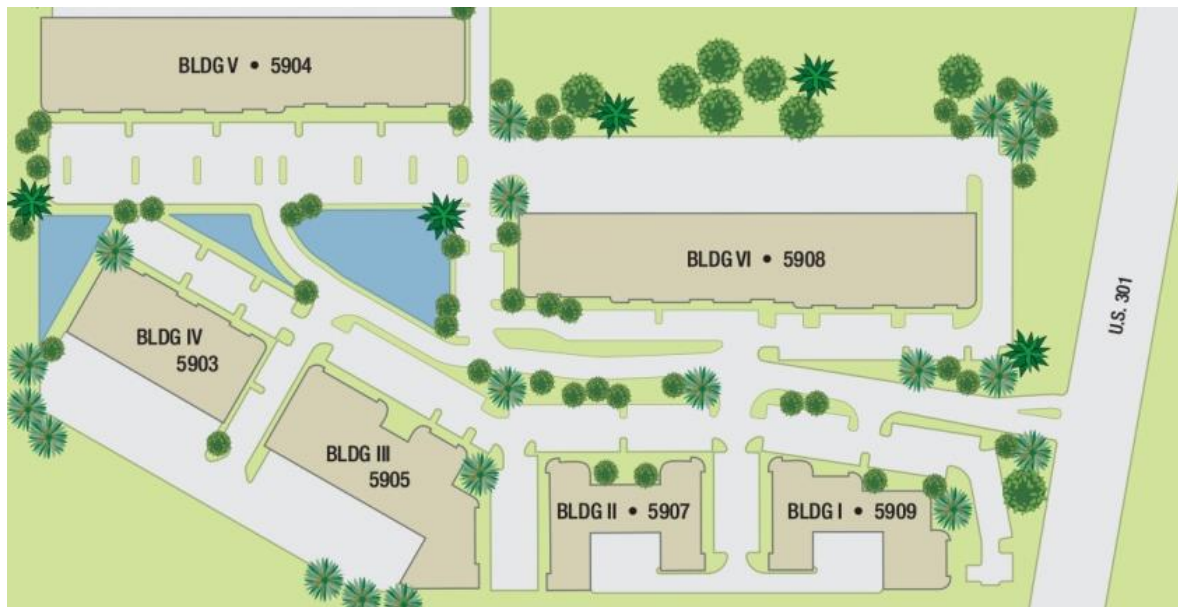 BLDG V • 5904
BLDG VI • 5908
U.S. 301
BLDG IV
5903
BLDG III
5905
BLDG II • 5907
BLDG I • 5909